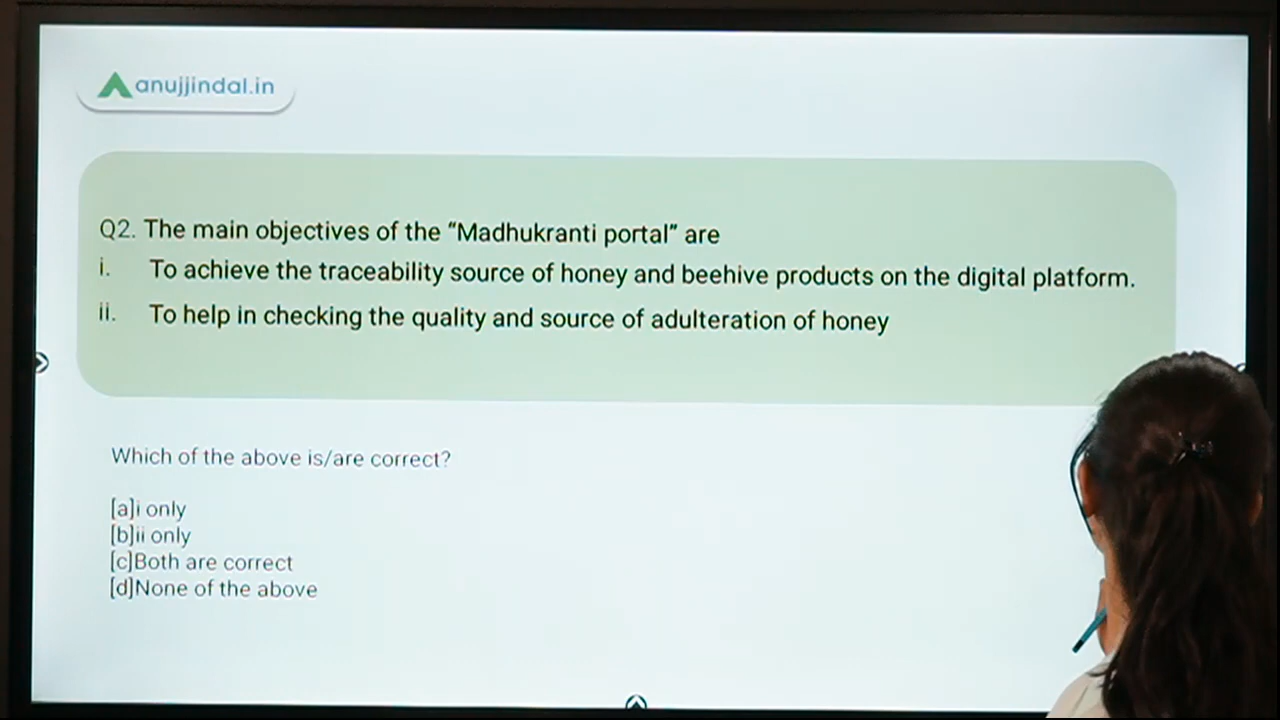 anujjindal.in
Q2. The main objectives of the “Madhukranti portal” are
i. To achieve the traceability source of honey and beehive products on the digital platform.
ii. To help in checking the quality and source of adulteration of honey
Which of the above is/are correct?
[a]i only
[b]ii only
[c]Both are correct
[d]None of the above